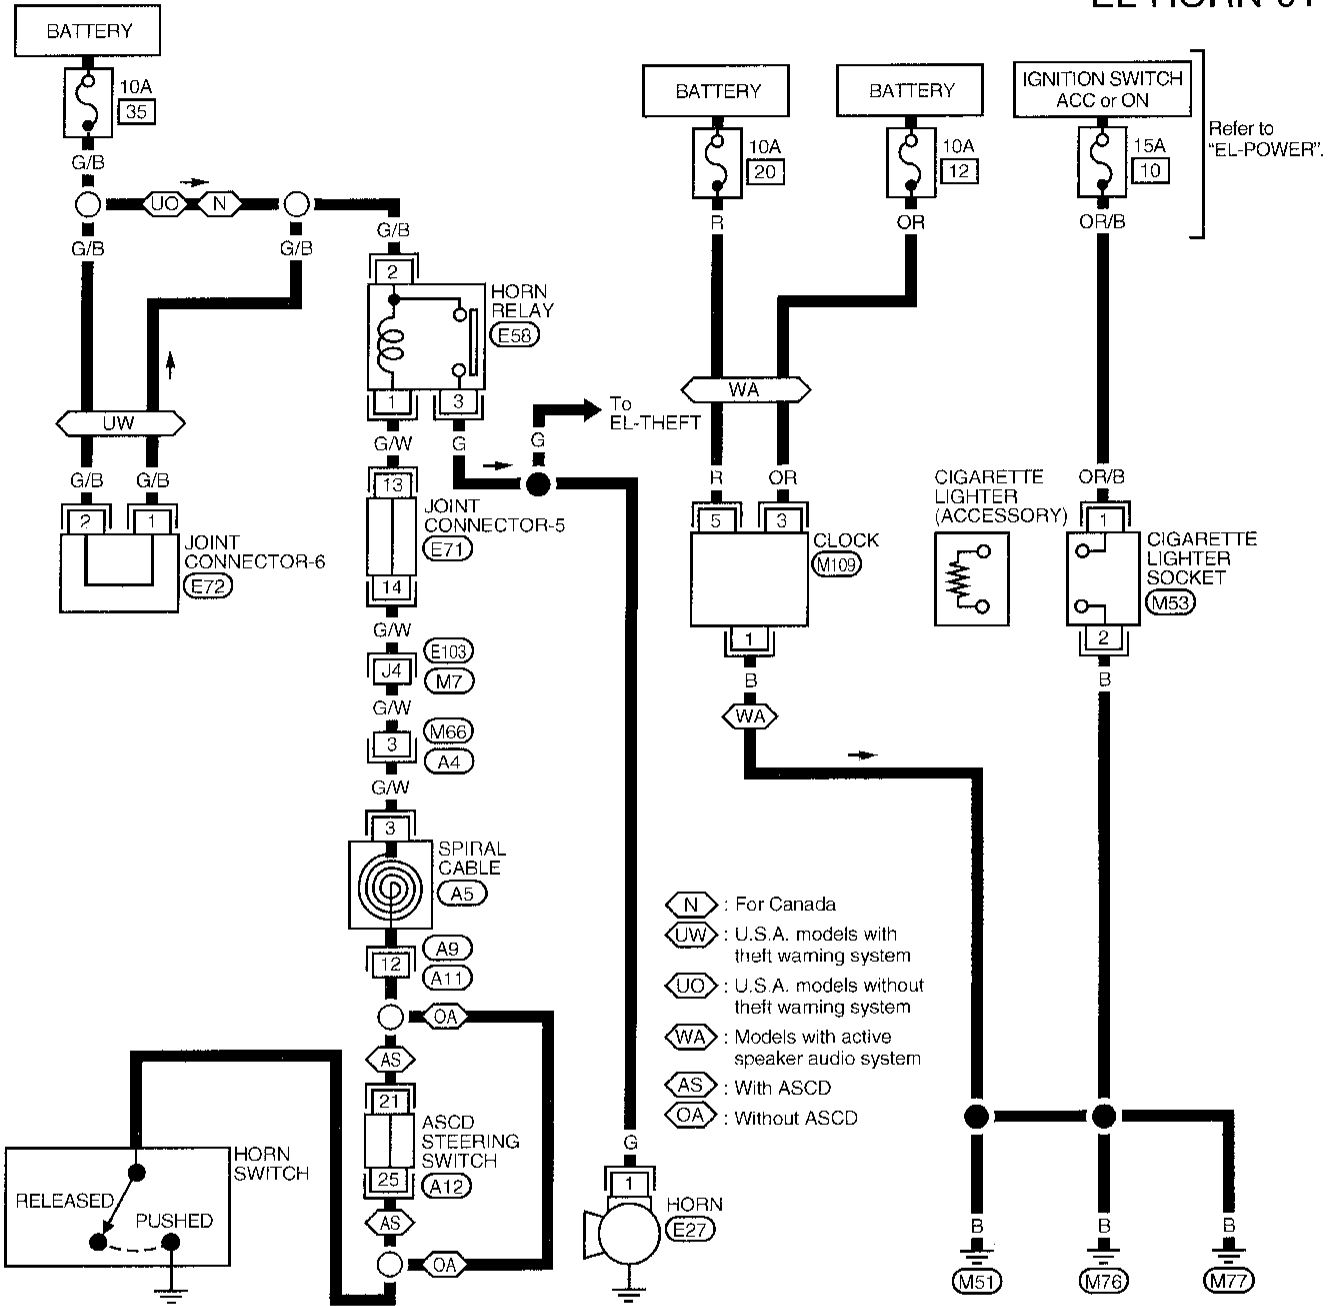 BATTERY
10A
35
G/B
UO
N
G/B
G/B
G/B
2
HORN
RELAY
E58
1
3
UW
G/B
G/B
2
1
JOINT
CONNECTOR-6
E72
G/W
G
G
To
EL-THEFT
13
JOINT
CONNECTOR-5
E71
14
G/W
J4
E103
M7
G/W
3
M66
A4
G/W
3
SPIRAL
CABLE
A5
12
A9
A11
OA
AS
21
ASCD
STEERING
SWITCH
25
A12
AS
OA
HORN
SWITCH
RELEASED
PUSHED
G
1
HORN
E27
BATTERY
10A
20
R
BATTERY
10A
12
OR
IGNITION SWITCH
ACC or ON
15A
10
OR/B
Refer to
"EL-POWER".
WA
R
OR
5
3
CLOCK
M109
1
B
WA
CIGARETTE
LIGHTER
(ACCESSORY)
OR/B
1
CIGARETTE
LIGHTER
SOCKET
M53
2
B
N : For Canada
UW : U.S.A. models with
theft warning system
UO : U.S.A. models without
theft warning system
WA : Models with active
speaker audio system
AS : With ASCD
OA : Without ASCD
B
B
B
M51
M76
M77